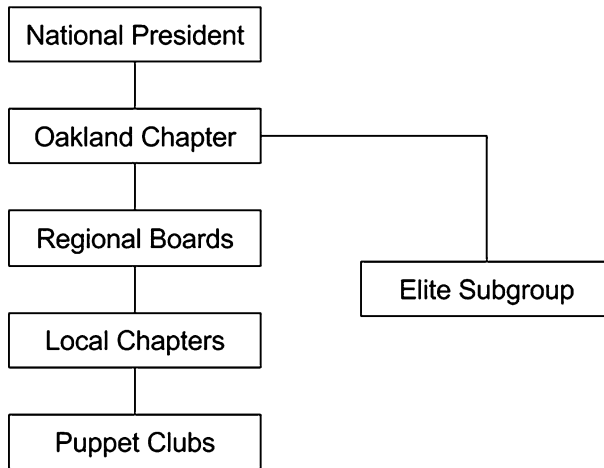 National President
Oakland Chapter
Regional Boards
Elite Subgroup
Local Chapters
Puppet Clubs